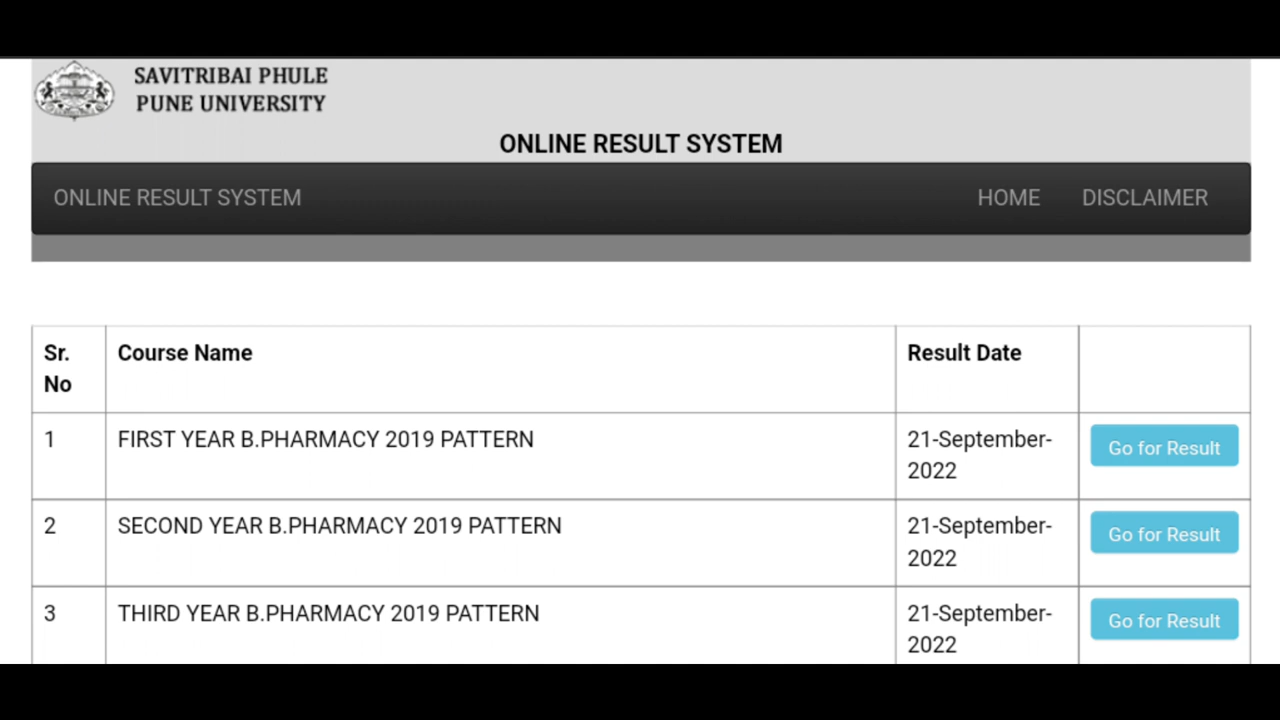 SAVITRIBAI PHULE
PUNE UNIVERSITY
ONLINE RESULT SYSTEM
ONLINE RESULT SYSTEM HOME DISCLAIMER
Sr. No Course Name Result Date
1 FIRST YEAR B.PHARMACY 2019 PATTERN 21-September-2022 Go for Result
2 SECOND YEAR B.PHARMACY 2019 PATTERN 21-September-2022 Go for Result
3 THIRD YEAR B.PHARMACY 2019 PATTERN 21-September-2022 Go for Result